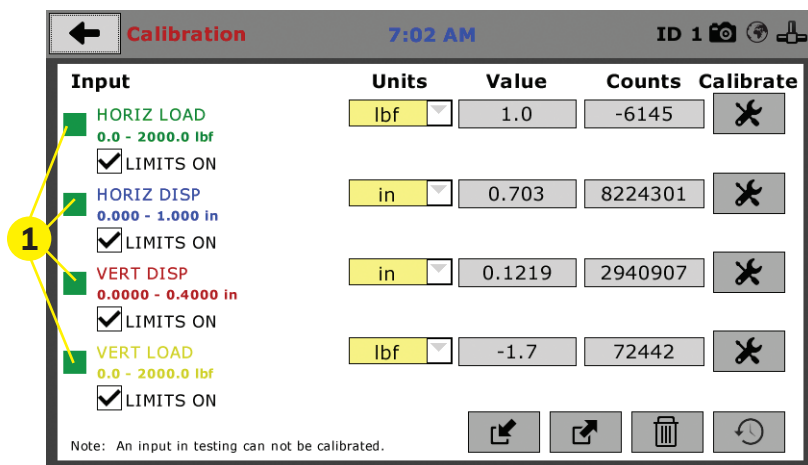 Calibration 7:02 AM ID 1
Input Units Value Counts Calibrate
HORIZ LOAD lbf 1.0 -6145
0.0 - 2000.0 lbf
LIMITS ON
HORIZ DISP in 0.703 8224301
0.000 - 1.000 in
LIMITS ON
1
VERT DISP in 0.1219 2940907
0.0000 - 0.4000 in
LIMITS ON
VERT LOAD lbf -1.7 72442
0.0 - 2000.0 lbf
LIMITS ON
Note: An input in testing can not be calibrated.